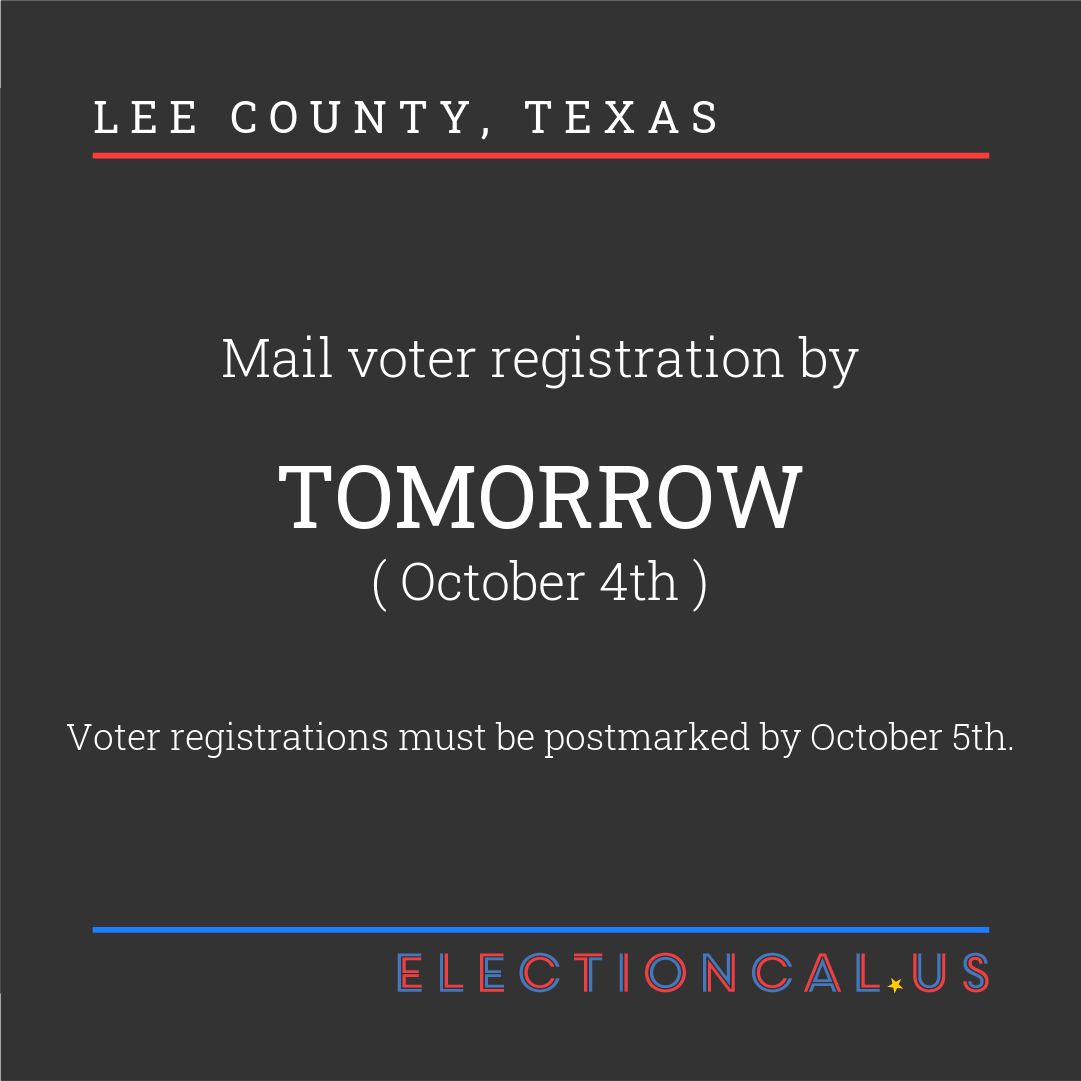 LEE COUNTY, TEXAS
Mail voter registration by
TOMORROW
( October 4th )
Voter registrations must be postmarked by October 5th.
ELECTIONCAL.US